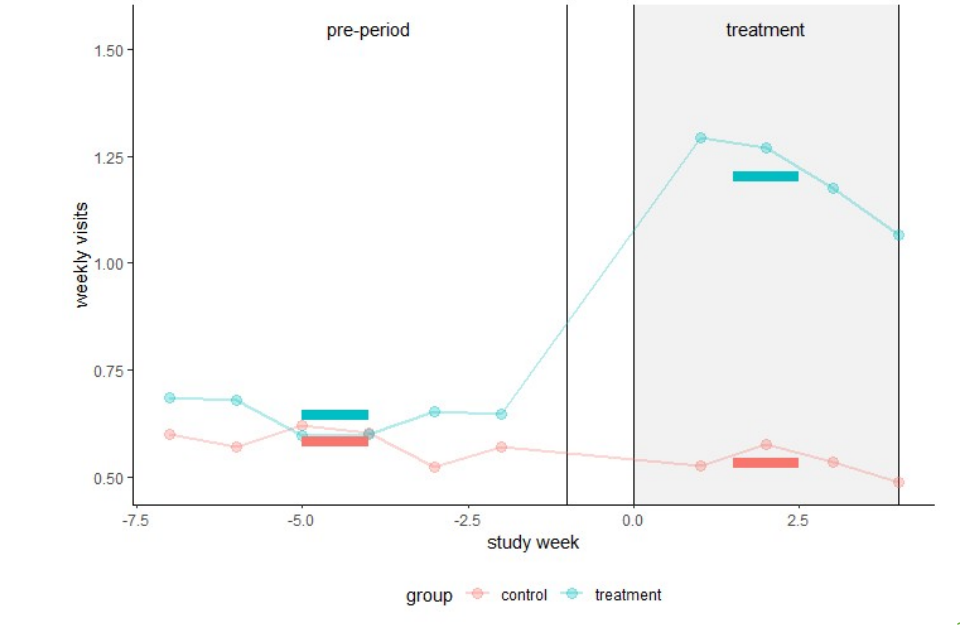 pre-period
treatment
1.50
1.25
1.00
0.75
0.50
weekly visits
-7.5
-5.0
-2.5
0.0
2.5
study week
group control treatment